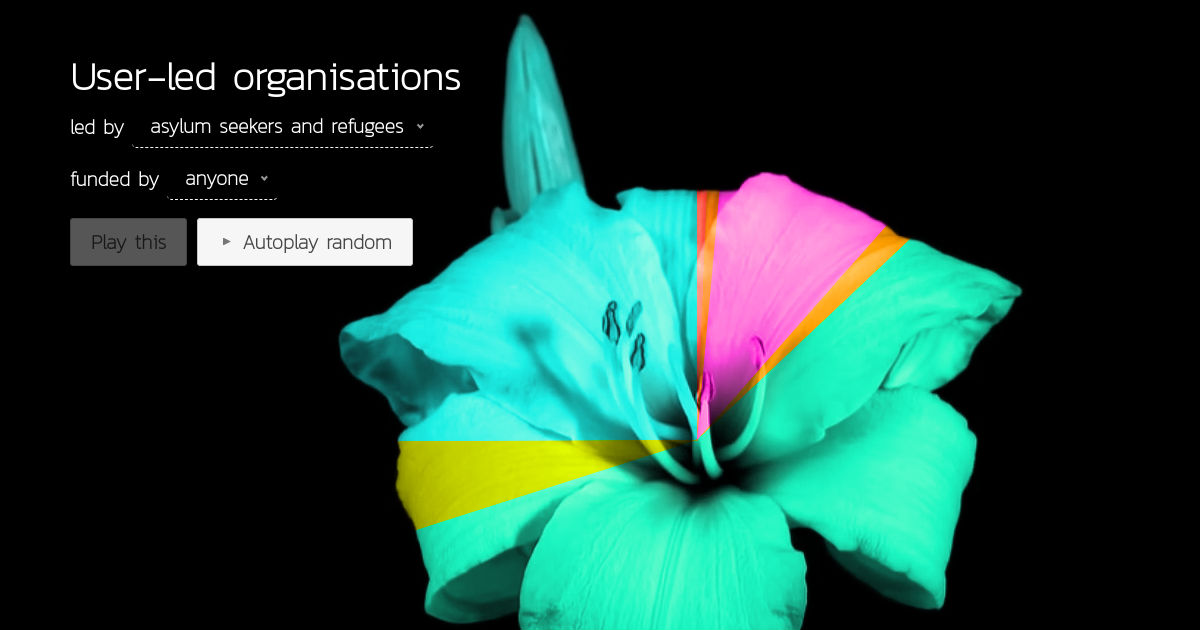 User-led organisations
led by asylum seekers and refugees
funded by anyone
Play this Autoplay random